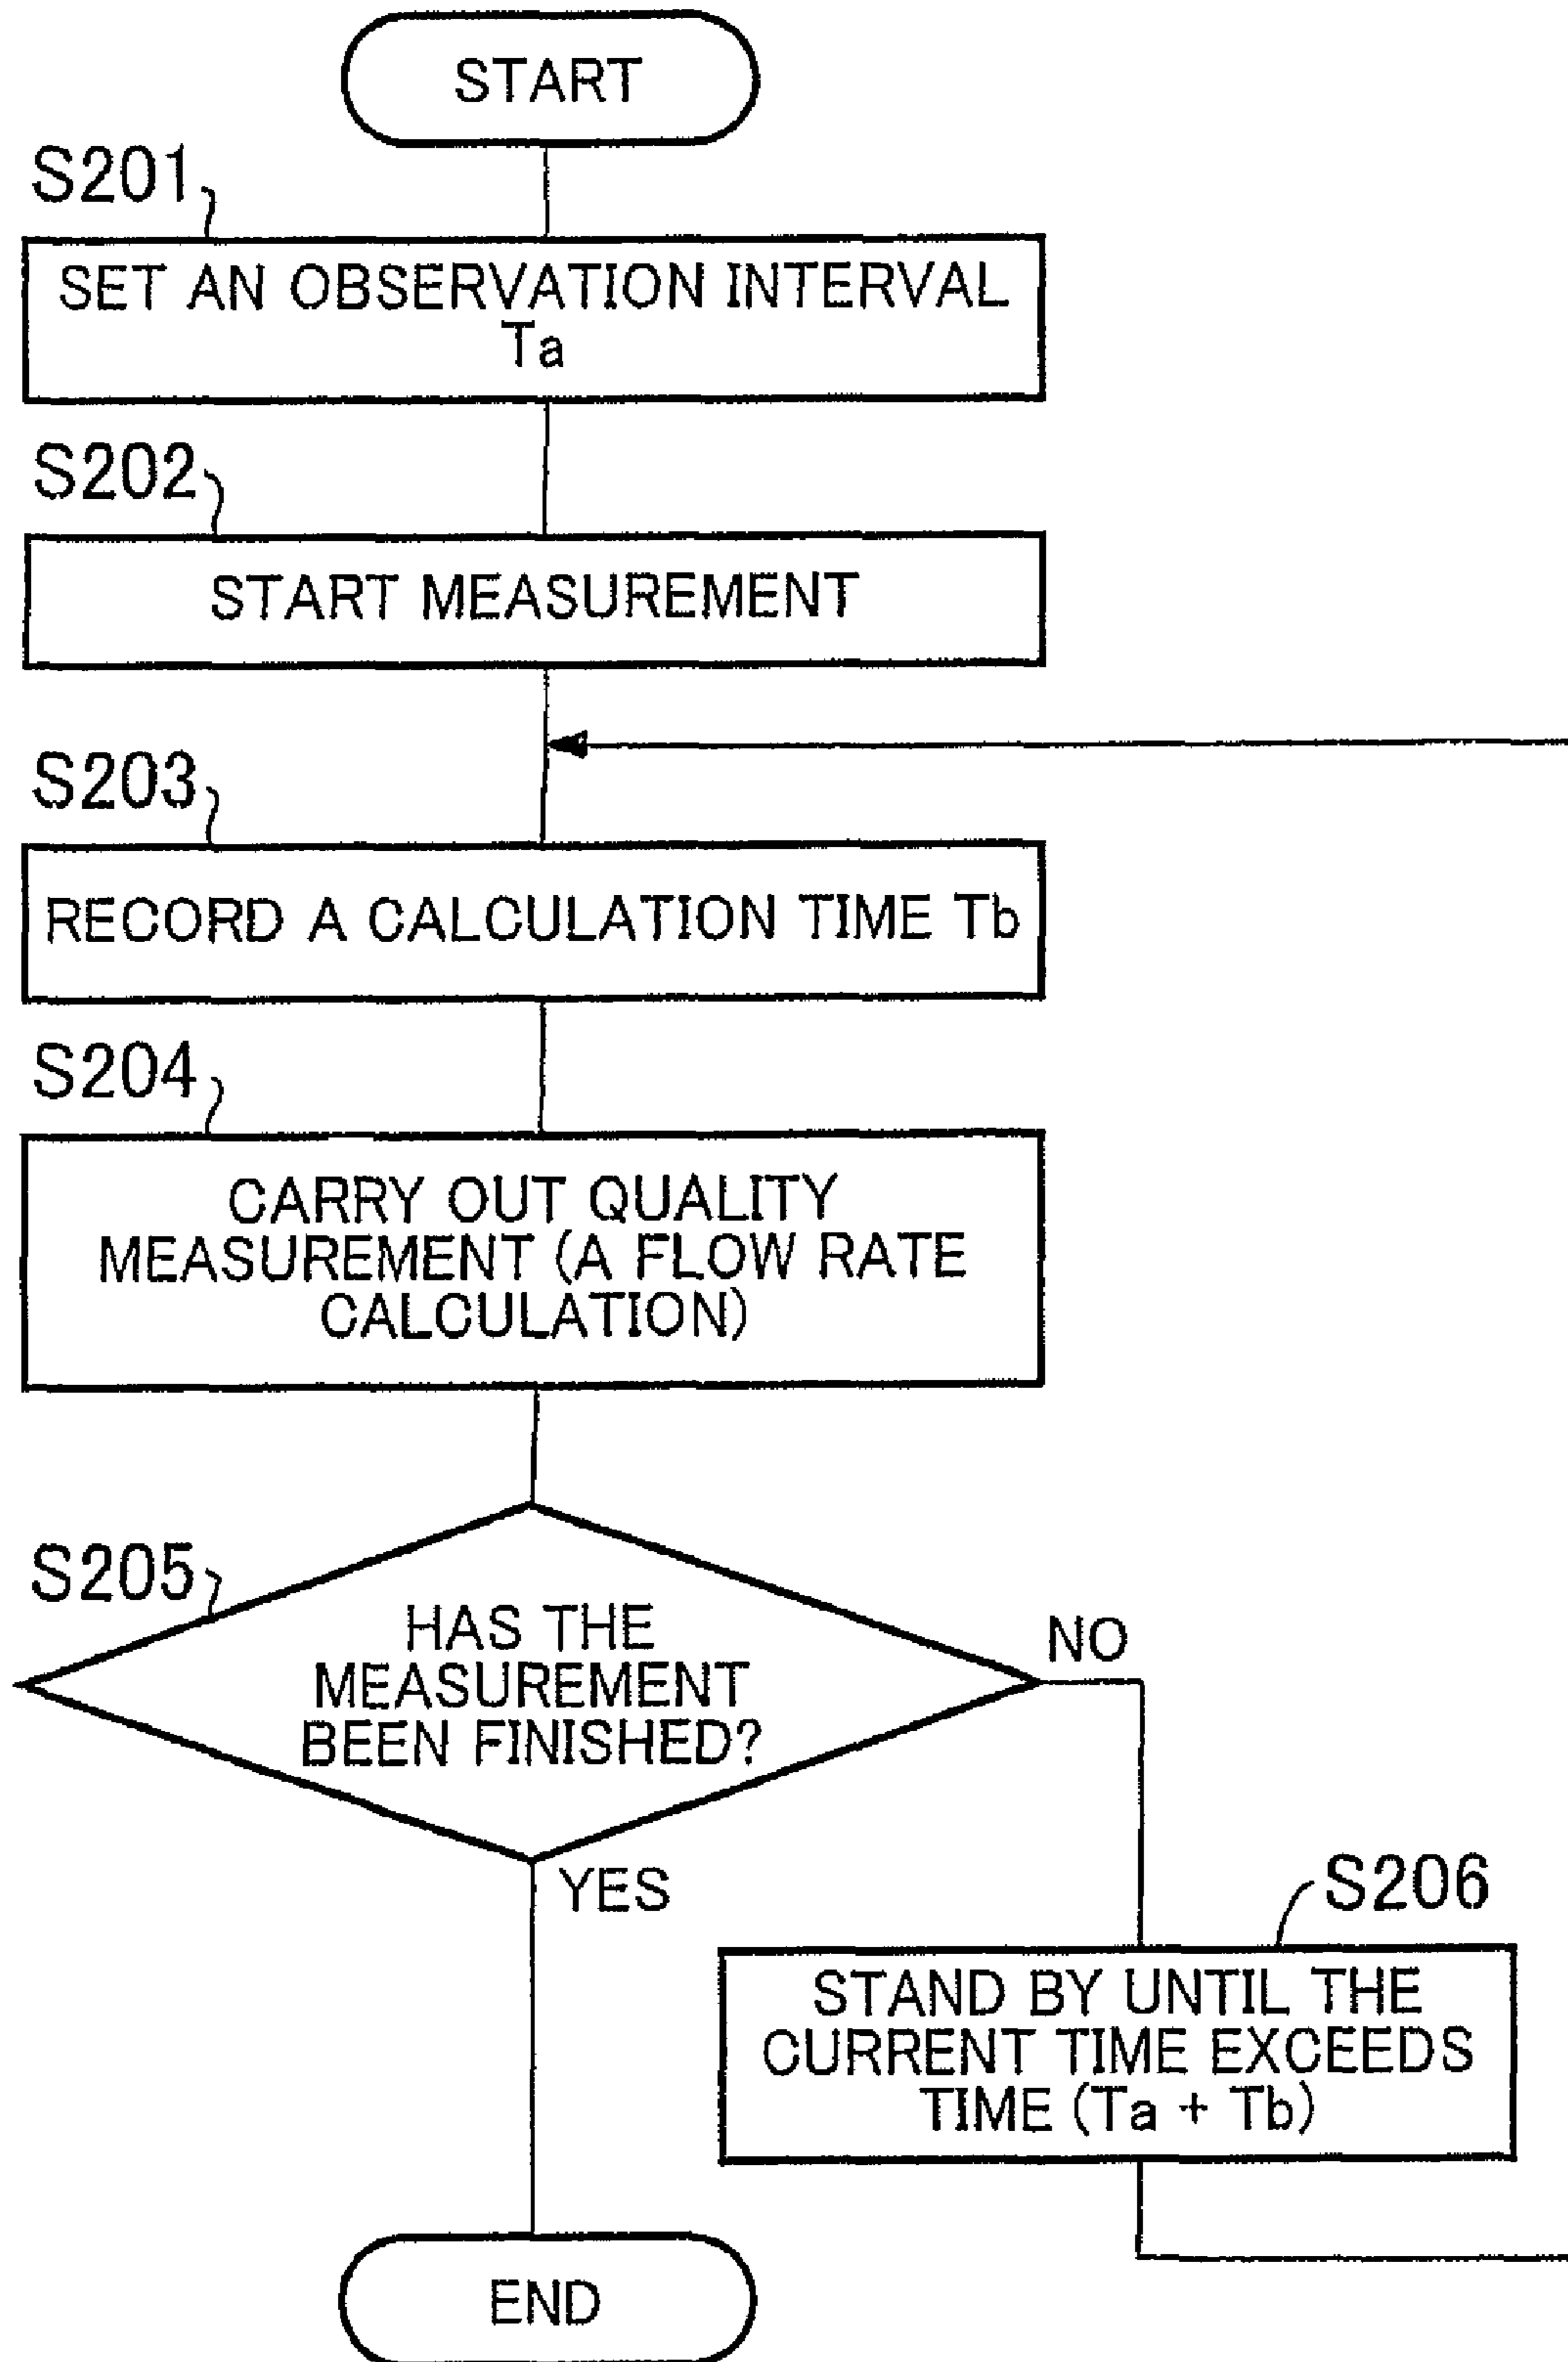 START
S201
SET AN OBSERVATION INTERVAL
Ta
S202
START MEASUREMENT
S203
RECORD A CALCULATION TIME Tb
S204
CARRY OUT QUALITY
MEASUREMENT (A FLOW RATE
CALCULATION)
S205
HAS THE
MEASUREMENT
BEEN FINISHED?
NO
YES
S206
STAND BY UNTIL THE
CURRENT TIME EXCEEDS
TIME (Ta + Tb)
END